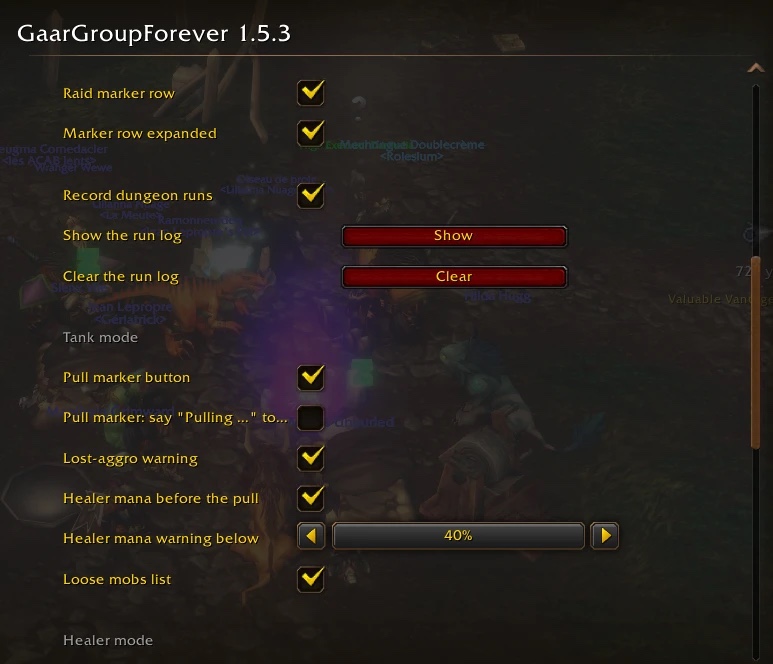 GaarGroupForever 1.5.3
Raid marker row
Marker row expanded
Doublecrème
<Rolesium>
Record dungeon runs
Show the run log
Show
Clear the run log
Clear
Tank mode
Pull marker button
Pull marker: say "Pulling ..." to...
Lost-aggro warning
Healer mana before the pull
Healer mana warning below
40%
Loose mobs list
Healer mode